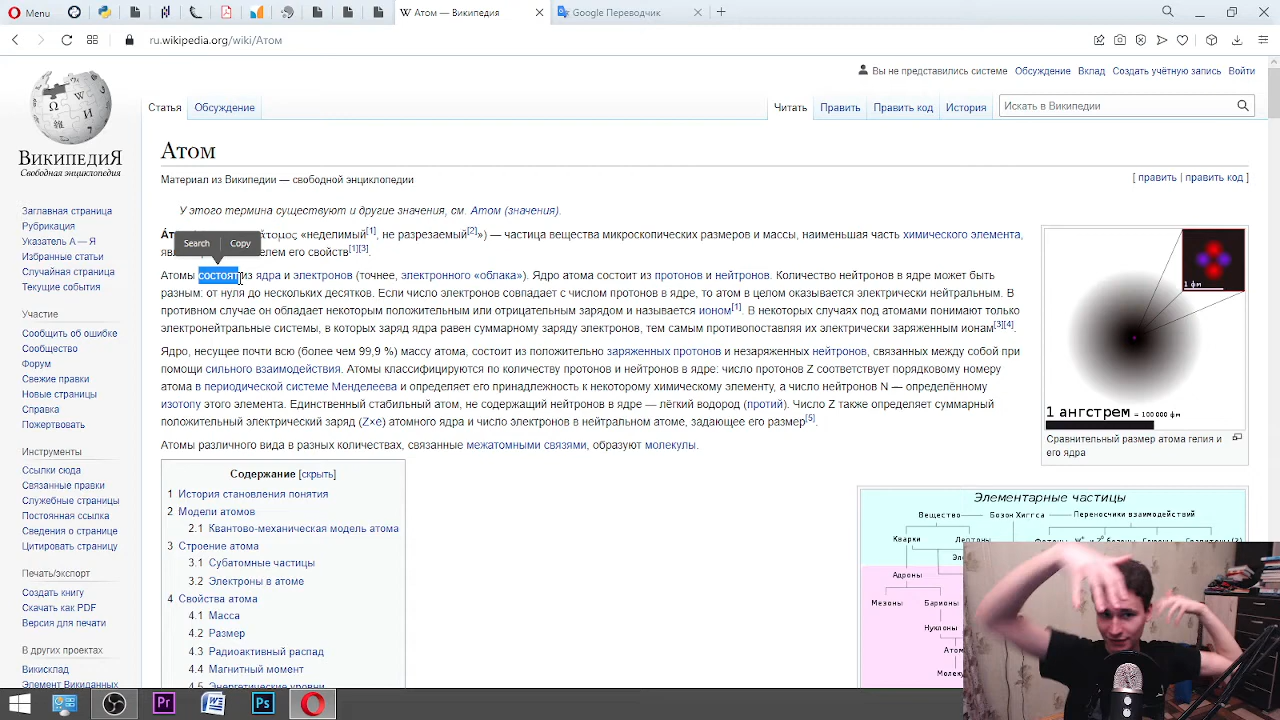 Menu
Атом — Википедия
Google Переводчик
ru.wikipedia.org/wiki/Атом
Вы не представились системе Обсуждение Вклад Создать учётную запись Войти
Статья Обсуждение Читать Править Править код История Искать в Википедии
ВикипедиЯ
Свободная энциклопедия
Атом
Материал из Википедии — свободной энциклопедии
[ править | править код ]
У этого термина существуют и другие значения, см. Атом (значения).
«неделимый[1], не разрезаемый[2]») — частица вещества микроскопических размеров и массы, наименьшая часть химического элемента,
Search Copy
его свойств[1][3].
Атомы состоят из ядра и электронов (точнее, электронного «облака»). Ядро атома состоит из протонов и нейтронов. Количество нейтронов в ядре может быть
разным: от нуля до нескольких десятков. Если число электронов совпадает с числом протонов в ядре, то атом в целом оказывается электрически нейтральным. В
противном случае он обладает некоторым положительным или отрицательным зарядом и называется ионом[1]. В некоторых случаях под атомами понимают только
электронейтральные системы, в которых заряд ядра равен суммарному заряду электронов, тем самым противопоставляя их электрически заряженным ионам[3][4].
Ядро, несущее почти всю (более чем 99,9 %) массу атома, состоит из положительно заряженных протонов и незаряженных нейтронов, связанных между собой при
помощи сильного взаимодействия. Атомы классифицируются по количеству протонов и нейтронов в ядре: число протонов Z соответствует порядковому номеру
атома в периодической системе Менделеева и определяет его принадлежность к некоторому химическому элементу, а число нейтронов N — определённому
изотопу этого элемента. Единственный стабильный атом, не содержащий нейтронов в ядре — лёгкий водород (протий). Число Z также определяет суммарный
положительный электрический заряд (Z×e) атомного ядра и число электронов в нейтральном атоме, задающее его размер[5].
Атомы различного вида в разных количествах, связанные межатомными связями, образуют молекулы.
Содержание [скрыть]
1 История становления понятия
2 Модели атомов
2.1 Квантово-механическая модель атома
3 Строение атома
3.1 Субатомные частицы
3.2 Электроны в атоме
4 Свойства атома
4.1 Масса
4.2 Размер
4.3 Радиоактивный распад
4.4 Магнитный момент
4.5 Энергетические уровни
1 фм
1 ангстрем = 100 000 фм
Сравнительный размер атома гелия и
его ядра
Элементарные частицы
Вещество Бозон Хиггса Переносчики взаимодействий
Кварки Лептоны
Адроны
Мезоны Барионы
Нуклоны
Заглавная страница
Рубрикация
Указатель А — Я
Избранные статьи
Случайная страница
Текущие события
Участие
Сообщить об ошибке
Сообщество
Форум
Свежие правки
Новые страницы
Справка
Пожертвовать
Инструменты
Ссылки сюда
Связанные правки
Служебные страницы
Постоянная ссылка
Сведения о странице
Цитировать страницу
Печать/экспорт
Создать книгу
Скачать как PDF
Версия для печати
В других проектах
Викисклад
Элемент Викиданных
Pr
Ps